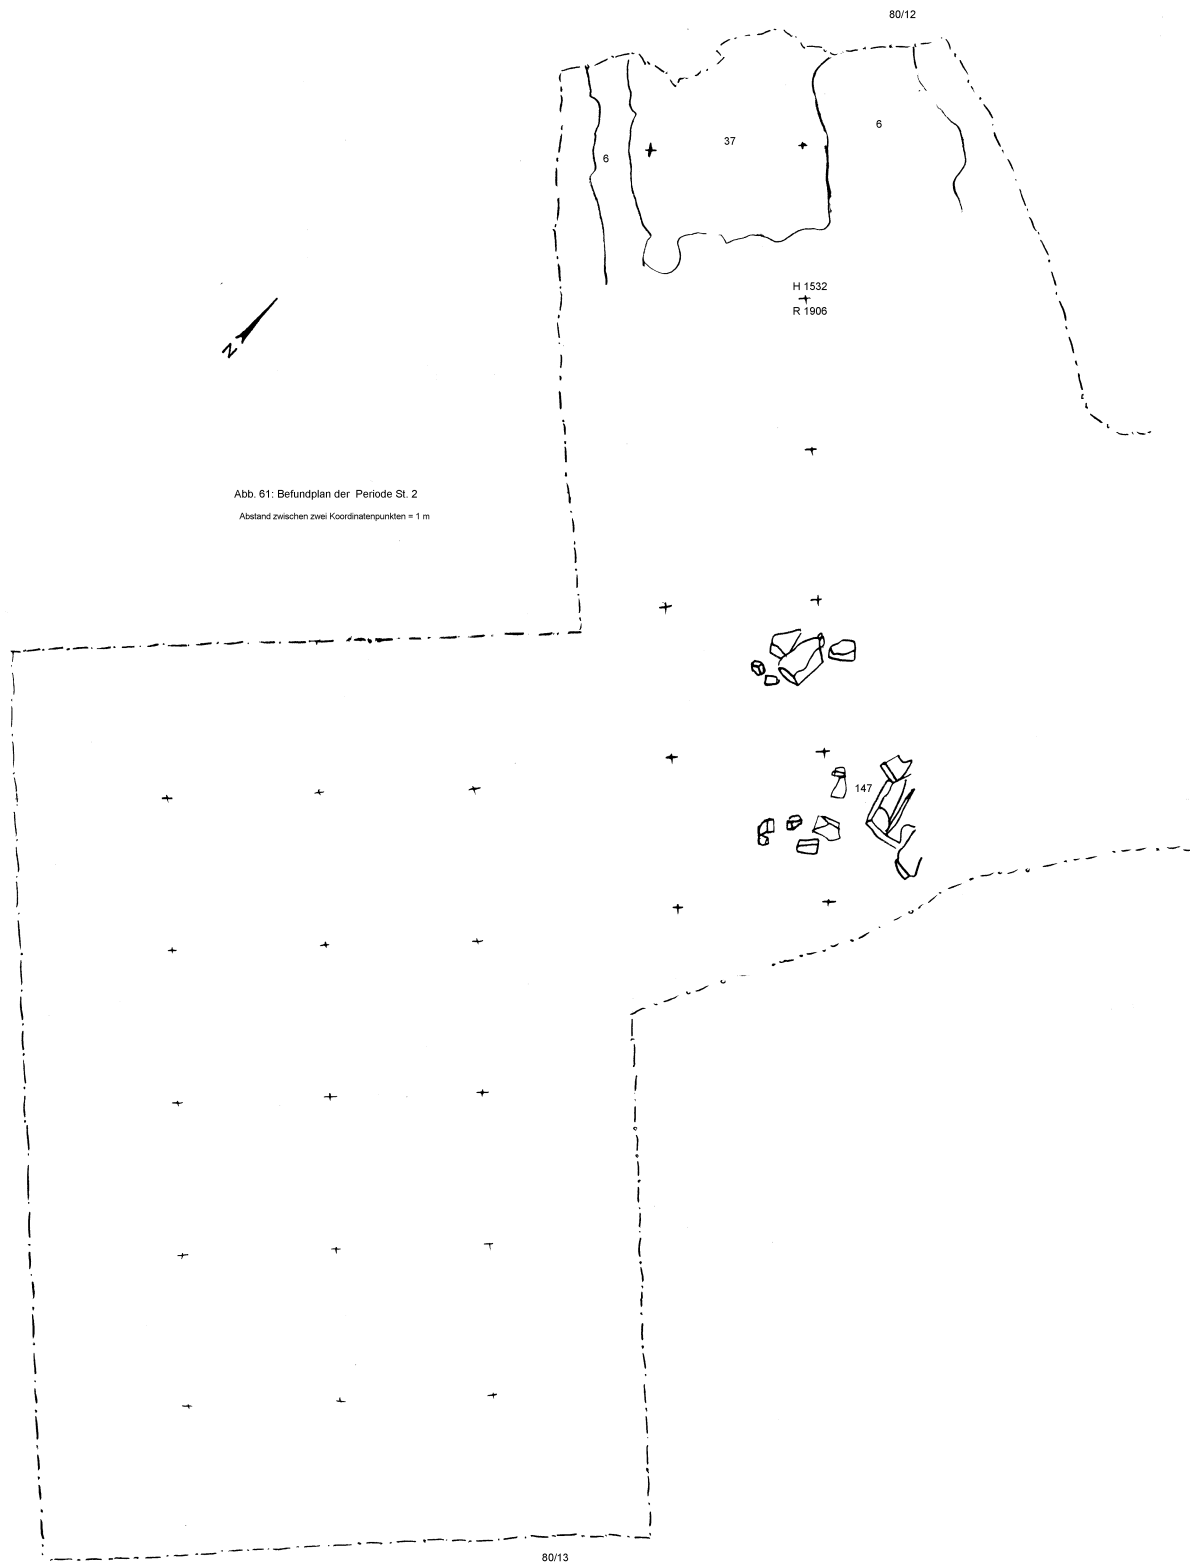 80/12
6
37
6
H 1532
R 1906
N
Abb. 61: Befundplan der Periode St. 2
Abstand zwischen zwei Koordinatenpunkten = 1 m
147
80/13